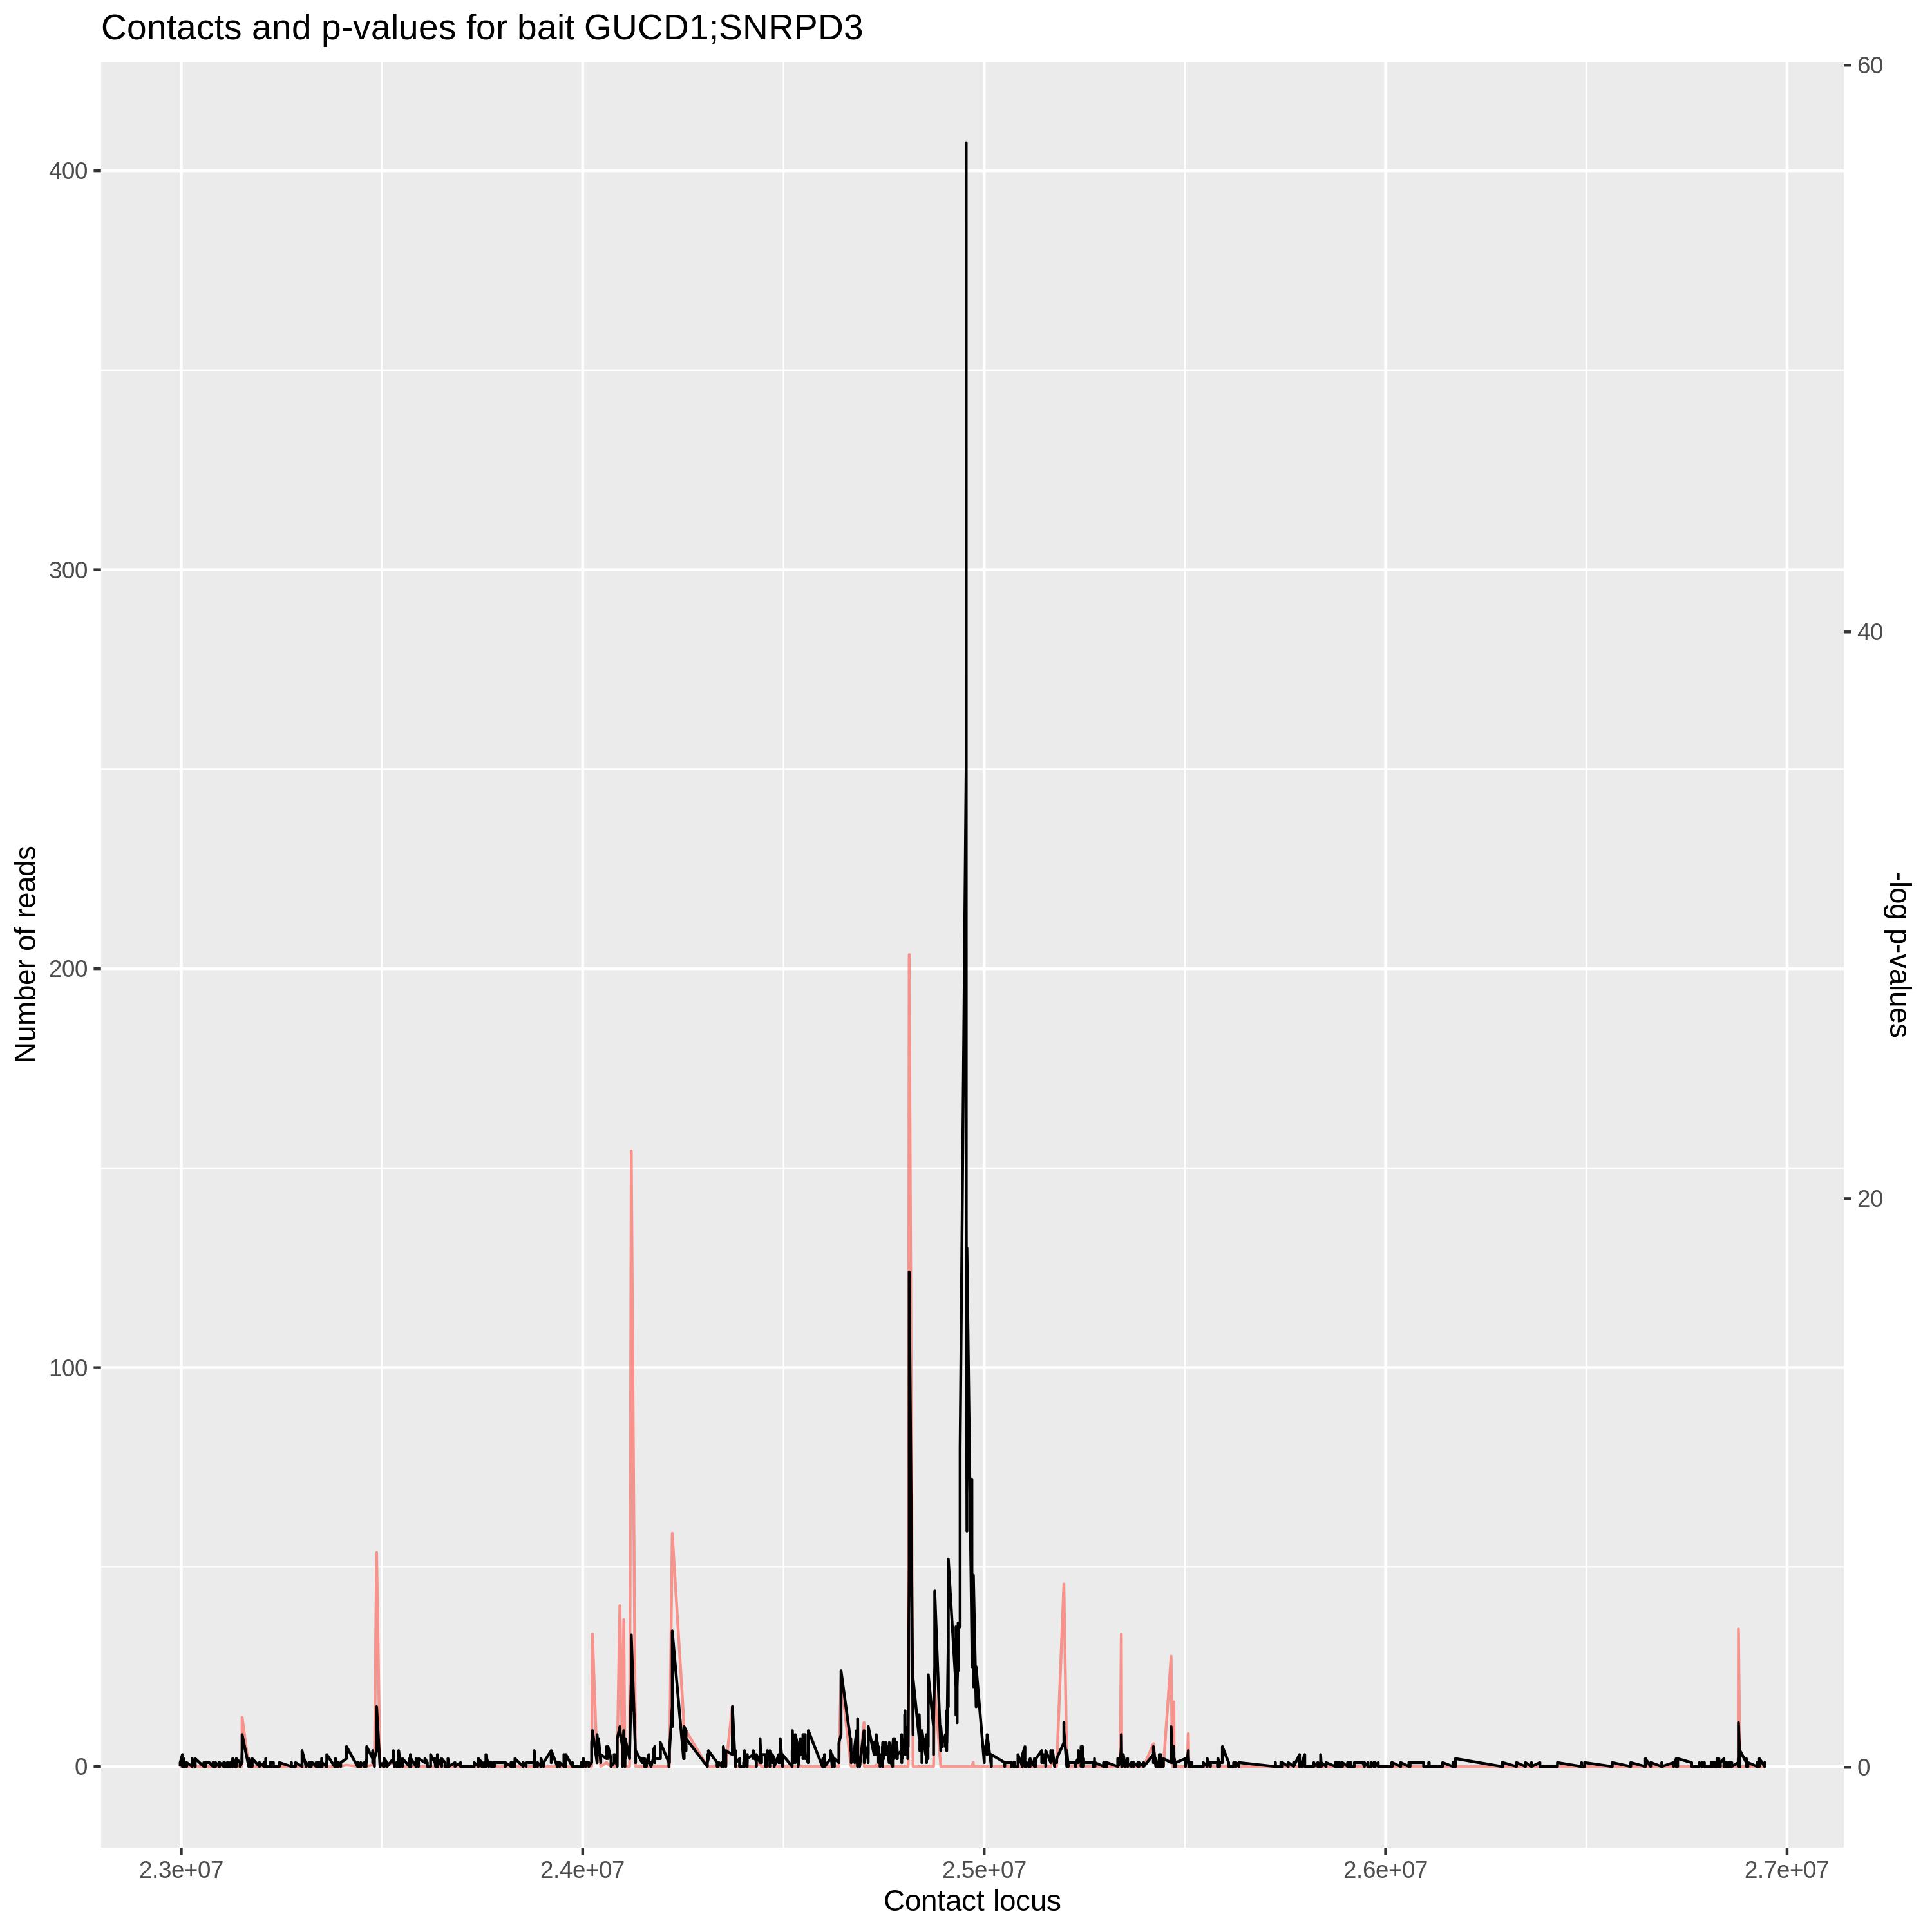 Contacts and p-values for bait GUCD1;SNRPD3
60
400
300
40
Number of reads
-log p-values
200
20
100
0
0
2.3e+07
2.4e+07
2.5e+07
2.6e+07
2.7e+07
Contact locus